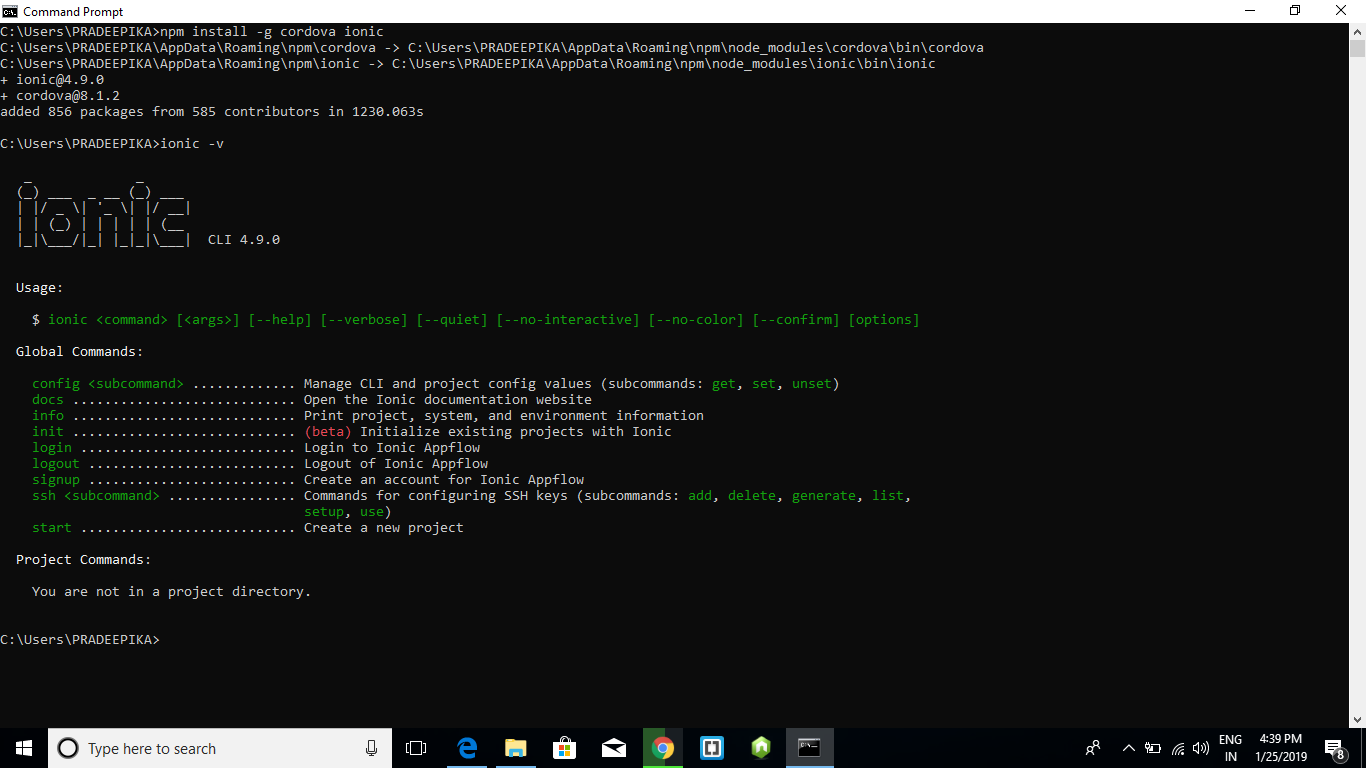 Command Prompt
C:\Users\PRADEEPIKA>npm install -g cordova ionic
C:\Users\PRADEEPIKA\AppData\Roaming\npm\cordova -> C:\Users\PRADEEPIKA\AppData\Roaming\npm\node_modules\cordova\bin\cordova
C:\Users\PRADEEPIKA\AppData\Roaming\npm\ionic -> C:\Users\PRADEEPIKA\AppData\Roaming\npm\node_modules\ionic\bin\ionic
+ ionic@4.9.0
+ cordova@8.1.2
added 856 packages from 585 contributors in 1230.063s
C:\Users\PRADEEPIKA>ionic -v
ionic CLI 4.9.0
Usage:
$ ionic <command> [<args>] [--help] [--verbose] [--quiet] [--no-interactive] [--no-color] [--confirm] [options]
Global Commands:
config <subcommand> ............. Manage CLI and project config values (subcommands: get, set, unset)
docs ............................ Open the Ionic documentation website
info ............................ Print project, system, and environment information
init ............................ (beta) Initialize existing projects with Ionic
login ........................... Login to Ionic Appflow
logout .......................... Logout of Ionic Appflow
signup .......................... Create an account for Ionic Appflow
ssh <subcommand> ................ Commands for configuring SSH keys (subcommands: add, delete, generate, list,
setup, use)
start ........................... Create a new project
Project Commands:
You are not in a project directory.
C:\Users\PRADEEPIKA>
Type here to search
ENG
IN
4:39 PM
1/25/2019
8